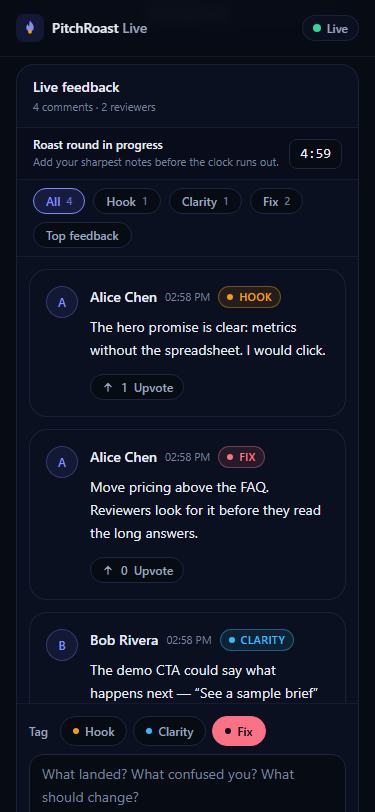 PitchRoast Live
Live
Live feedback
4 comments · 2 reviewers
Roast round in progress
Add your sharpest notes before the clock runs out.
4:59
All 4
Hook 1
Clarity 1
Fix 2
Top feedback
A
Alice Chen 02:58 PM HOOK
The hero promise is clear: metrics
without the spreadsheet. I would click.
↑ 1 Upvote
A
Alice Chen 02:58 PM FIX
Move pricing above the FAQ.
Reviewers look for it before they read
the long answers.
↑ 0 Upvote
B
Bob Rivera 02:58 PM CLARITY
The demo CTA could say what
happens next — “See a sample brief”
Tag
Hook
Clarity
Fix
What landed? What confused you? What
should change?